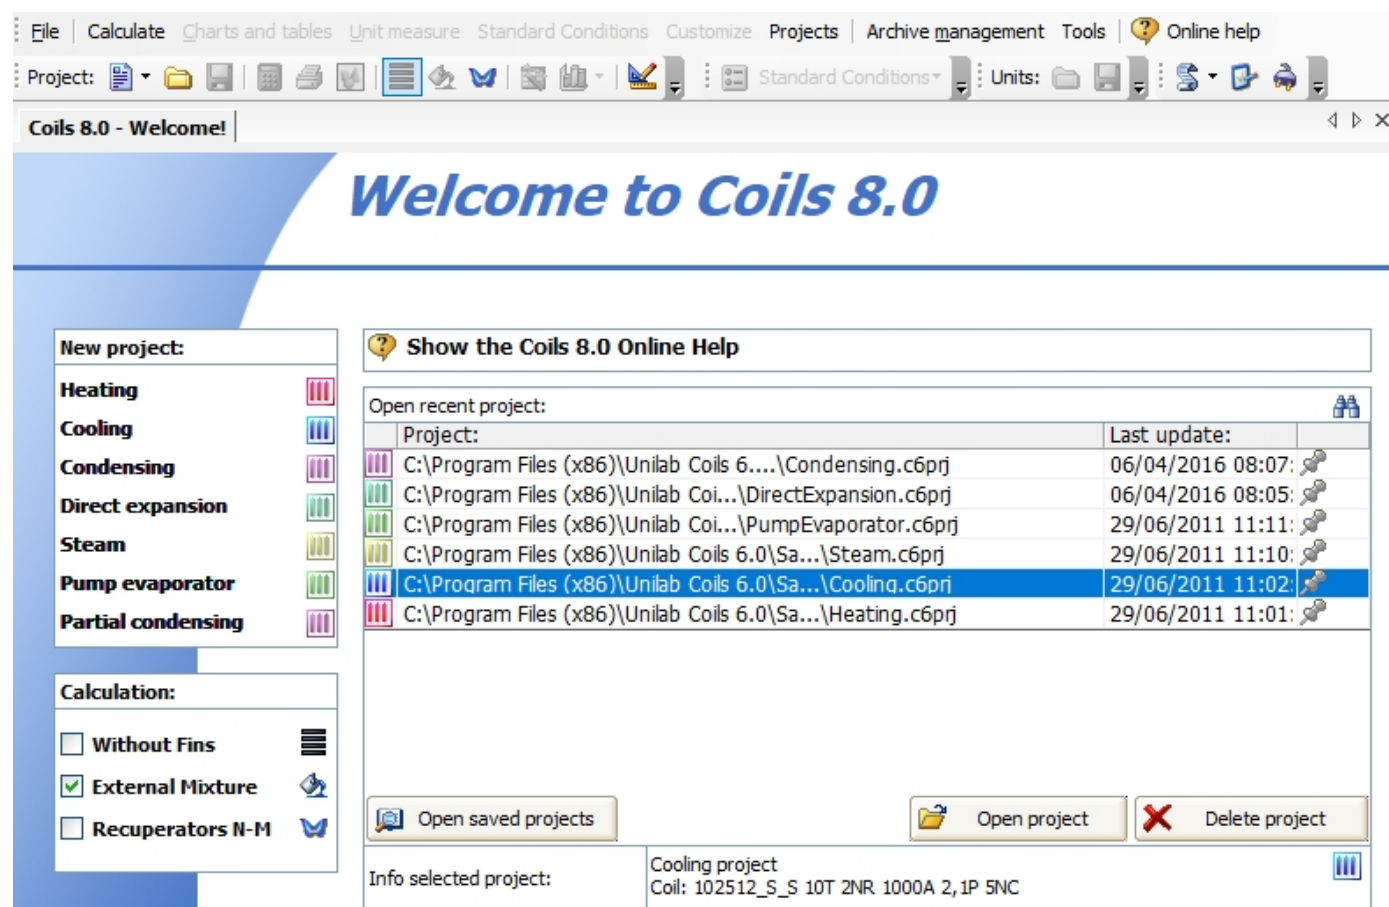 File Calculate Charts and tables Unit measure Standard Conditions Customize Projects Archive management Tools Online help
Project: Standard Conditions Units:
Coils 8.0 - Welcome!
Welcome to Coils 8.0
New project:
Heating
Cooling
Condensing
Direct expansion
Steam
Pump evaporator
Partial condensing
Calculation:
Without Fins
External Mixture
Recuperators N-M
Show the Coils 8.0 Online Help
Open recent project:
Project: Last update:
C:\Program Files (x86)\Unilab Coils 6....\Condensing.c6prj 06/04/2016 08:07:
C:\Program Files (x86)\Unilab Coi...\DirectExpansion.c6prj 06/04/2016 08:05:
C:\Program Files (x86)\Unilab Coi...\PumpEvaporator.c6prj 29/06/2011 11:11:
C:\Program Files (x86)\Unilab Coils 6.0\Sa...\Steam.c6prj 29/06/2011 11:10:
C:\Program Files (x86)\Unilab Coils 6.0\Sa...\Cooling.c6prj 29/06/2011 11:02:
C:\Program Files (x86)\Unilab Coils 6.0\Sa...\Heating.c6prj 29/06/2011 11:01:
Open saved projects Open project Delete project
Info selected project:
Cooling project
Coil: 102512_S_S 10T 2NR 1000A 2,1P 5NC